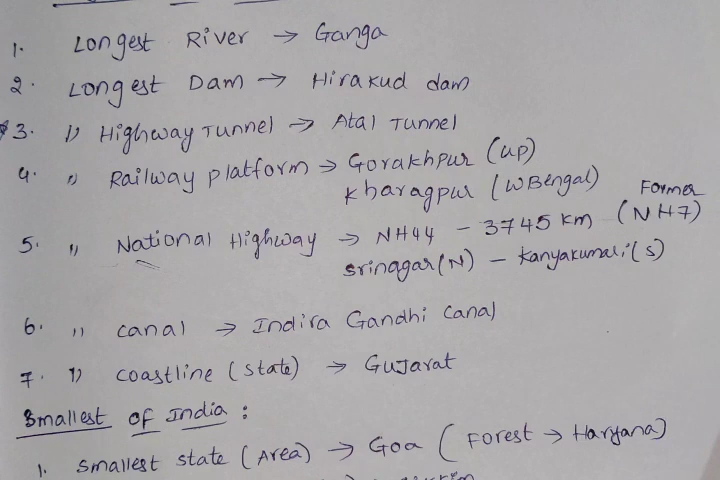 1. Longest River → Ganga
2. Longest Dam → Hirakud dam
3. " Highway Tunnel → Atal Tunnel
4. " Railway platform → Gorakhpur (UP)
Kharagpur (W Bengal)
5. " National Highway → NH44 - 3745 km (Former NH7)
Srinagar (N) - Kanyakumari (S)
6. " Canal → Indira Gandhi Canal
7. " Coastline (State) → Gujarat
Smallest of India :
1. Smallest state (Area) → Goa (Forest → Haryana)